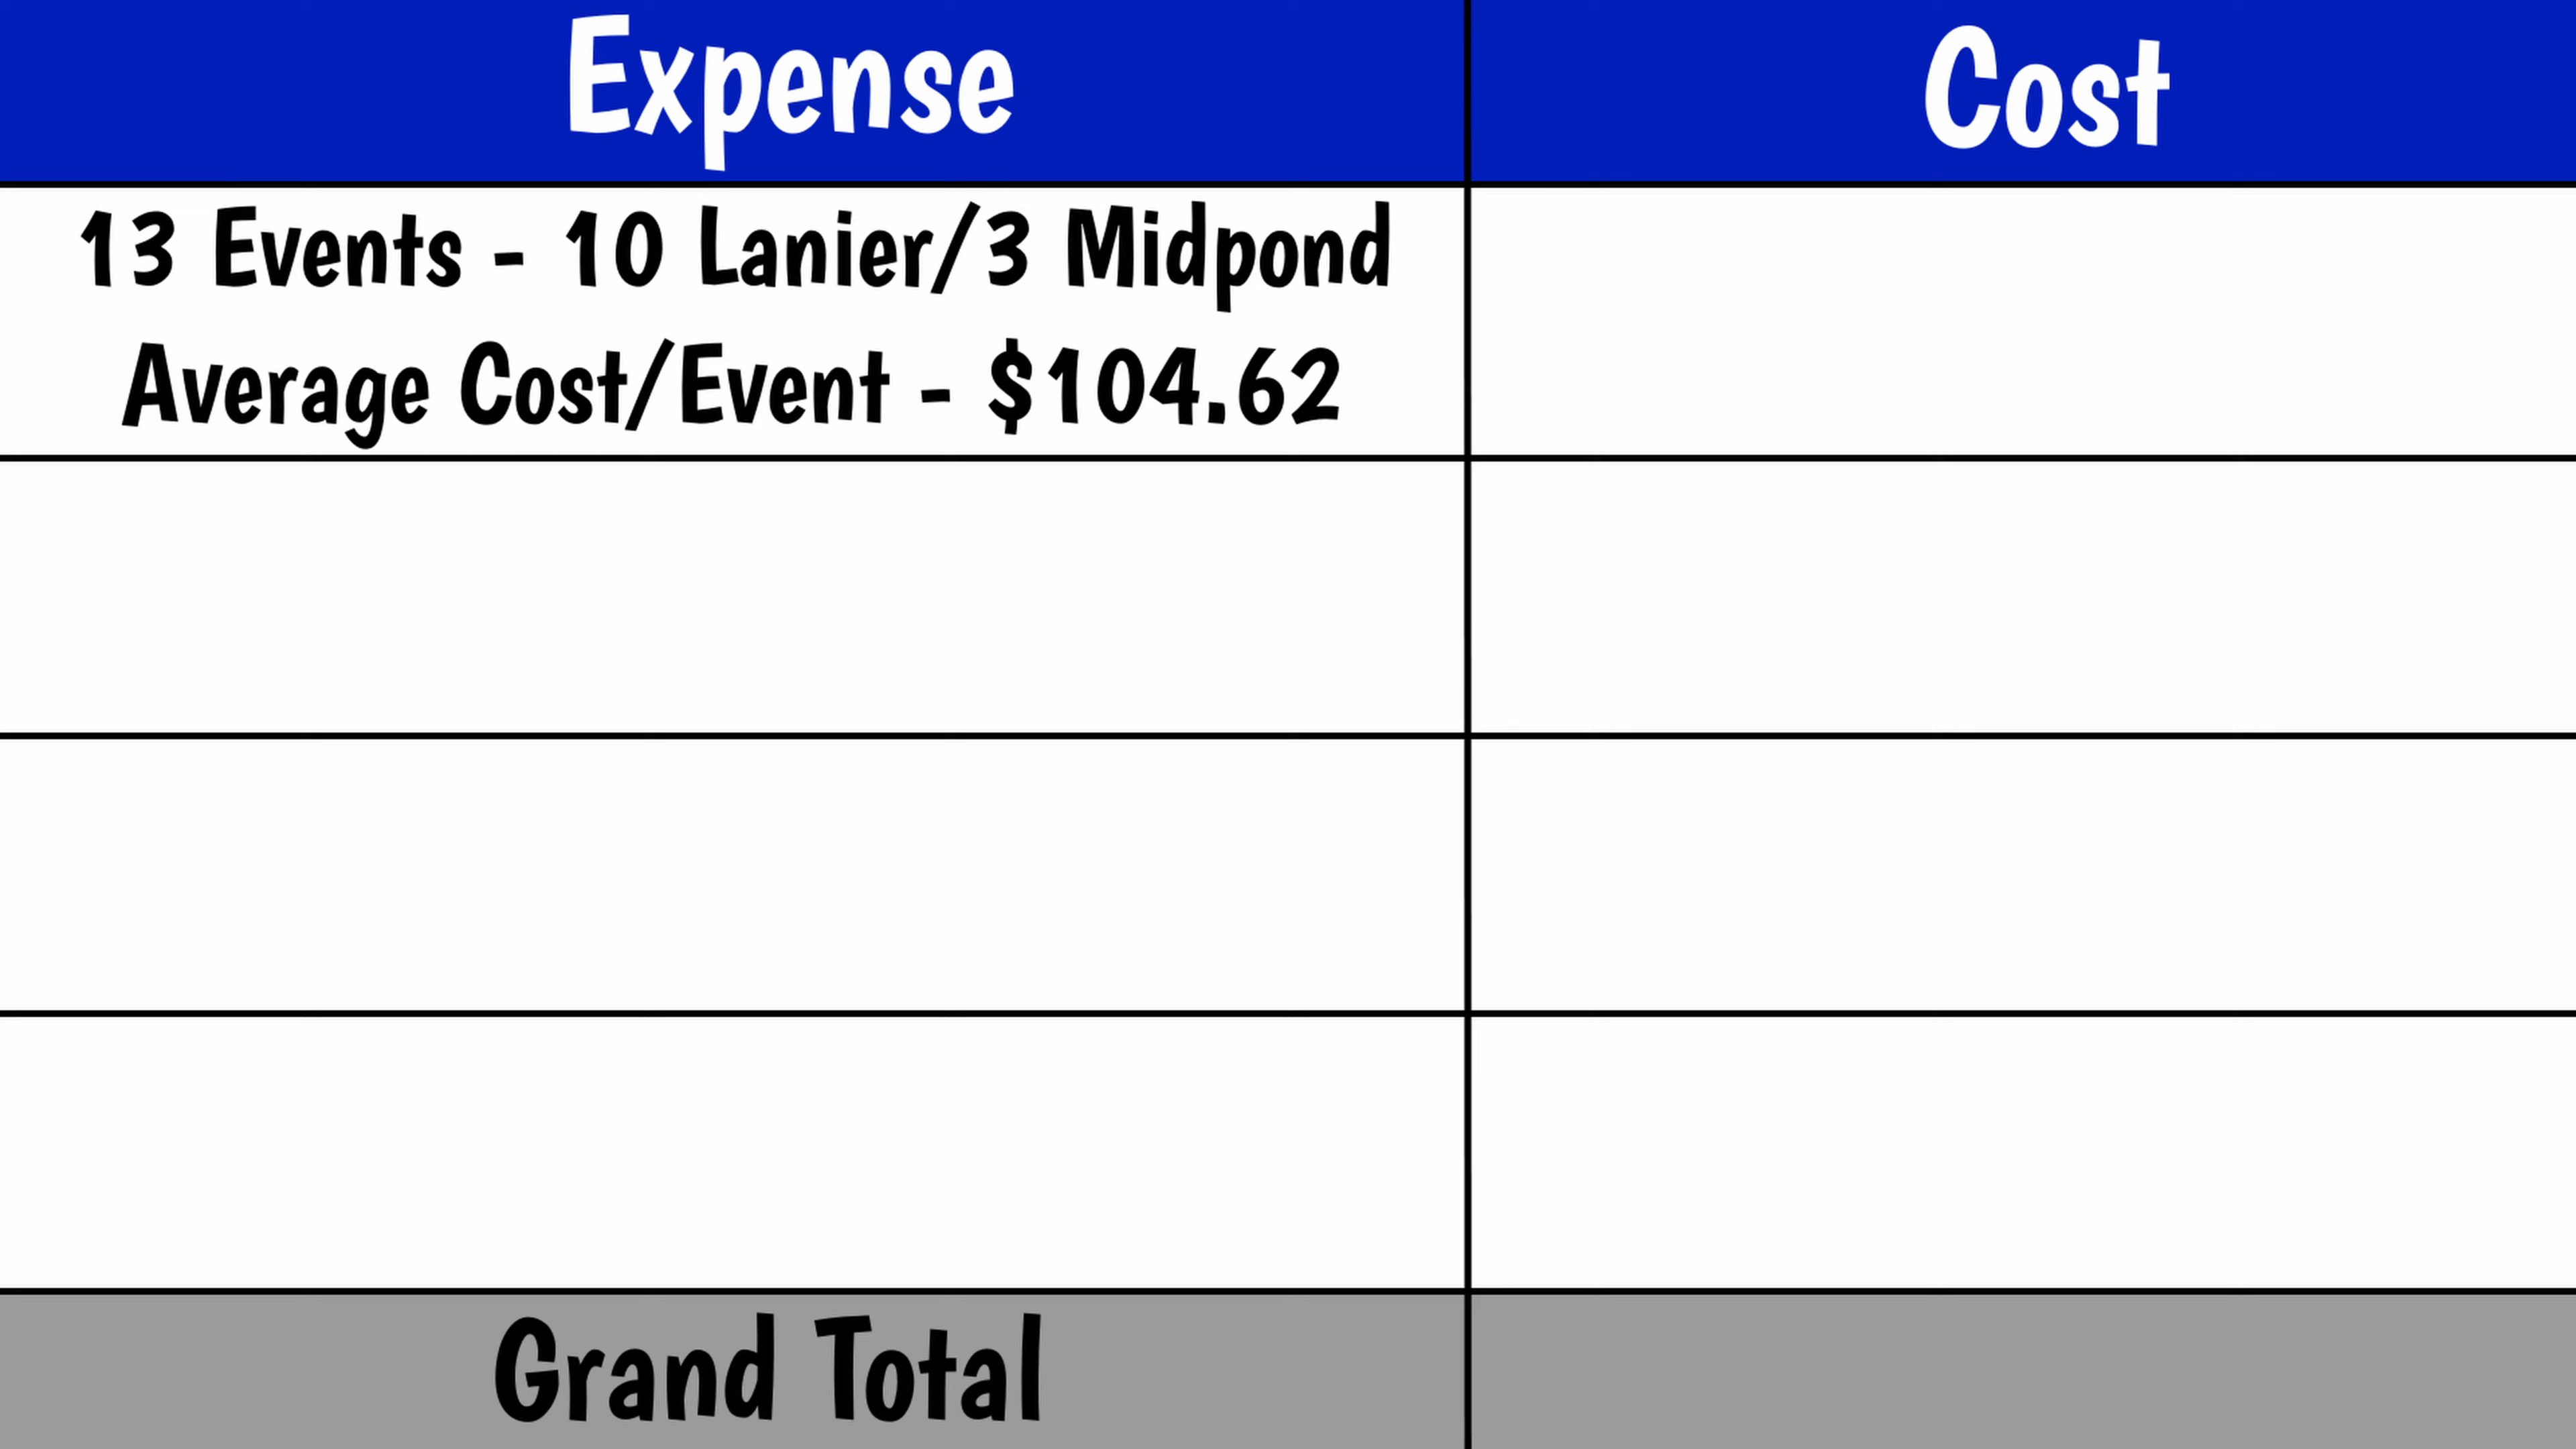 Expense
Cost
13 Events - 10 Lanier/3 Midpond
Average Cost/Event - $104.62
Grand Total